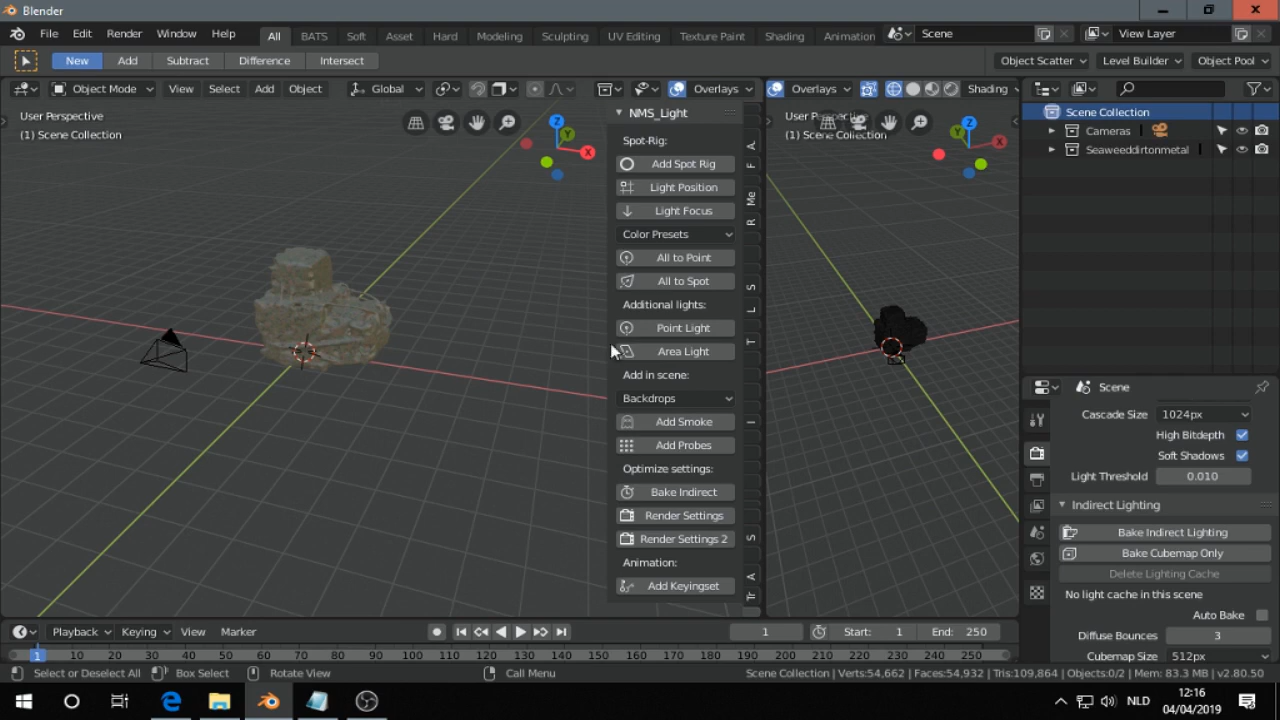 Blender
File Edit Render Window Help
All BATS Soft Asset Hard Modeling Sculpting UV Editing Texture Paint Shading Animation
Scene
View Layer
New Add Subtract Difference Intersect
Object Scatter Level Builder Object Pool
Object Mode View Select Add Object Global Overlays
Overlays Shading
User Perspective
(1) Scene Collection
NMS_Light
Spot-Rig:
Add Spot Rig
Light Position
Light Focus
Color Presets
All to Point
All to Spot
Additional lights:
Point Light
Area Light
Add in scene:
Backdrops
Add Smoke
Add Probes
Optimize settings:
Bake Indirect
Render Settings
Render Settings 2
Animation:
Add Keyingset
A
F
Me
R
S
L
T
I
S
A
Tr
Z
Y
X
User Perspective
(1) Scene Collection
Z
Y
X
Scene Collection
Cameras
Seaweeddirtonmetal
Scene
Cascade Size 1024px
High Bitdepth
Soft Shadows
Light Threshold 0.010
Indirect Lighting
Bake Indirect Lighting
Bake Cubemap Only
Delete Lighting Cache
No light cache in this scene
Auto Bake
Diffuse Bounces 3
Cubemap Size 512px
Playback Keying View Marker 1 Start: 1 End: 250
1 10 20 30 40 50 60 70 80 90 100 110 120 130 140 150 160 170 180 190 200 210 220 230 240 250
Select or Deselect All Box Select Rotate View Call Menu
Scene Collection | Verts:54,662 | Faces:54,932 | Tris:109,864 | Objects:0/2 | Mem: 83.3 MB | v2.80.50
NLD
12:16
04/04/2019